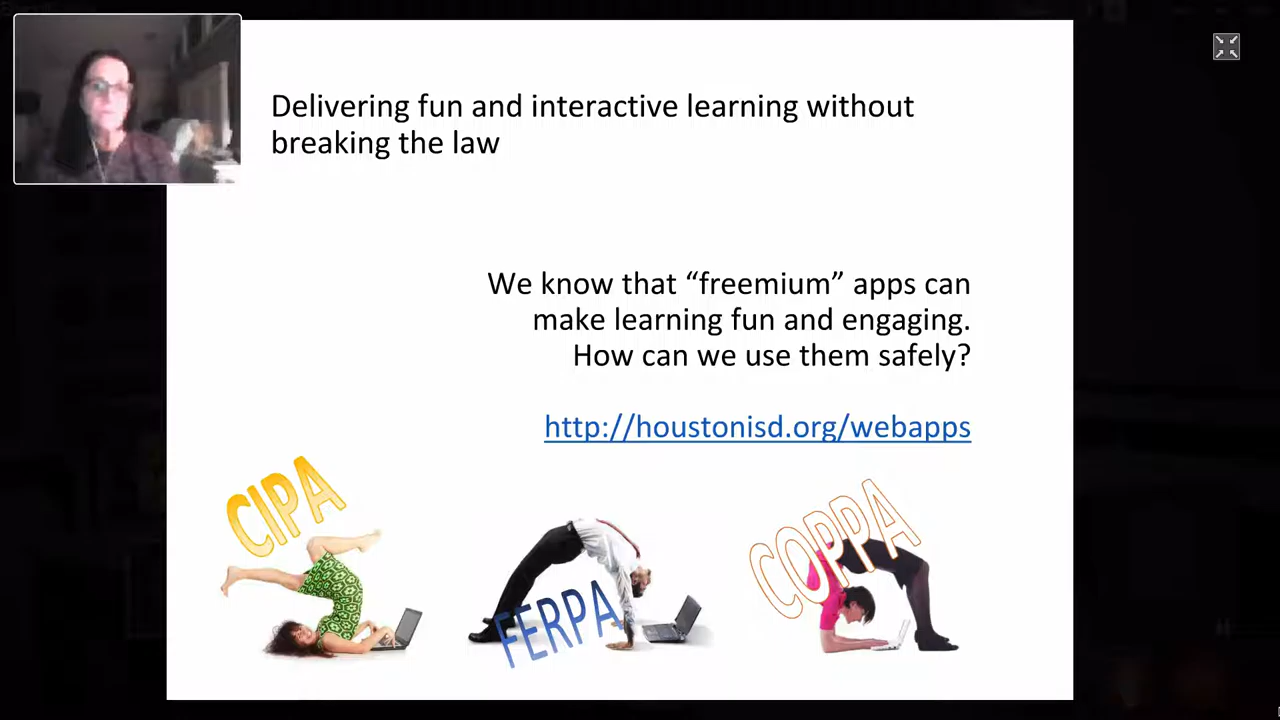 Delivering fun and interactive learning without
breaking the law
We know that “freemium” apps can
make learning fun and engaging.
How can we use them safely?
http://houstonisd.org/webapps
CIPA
FERPA
COPPA